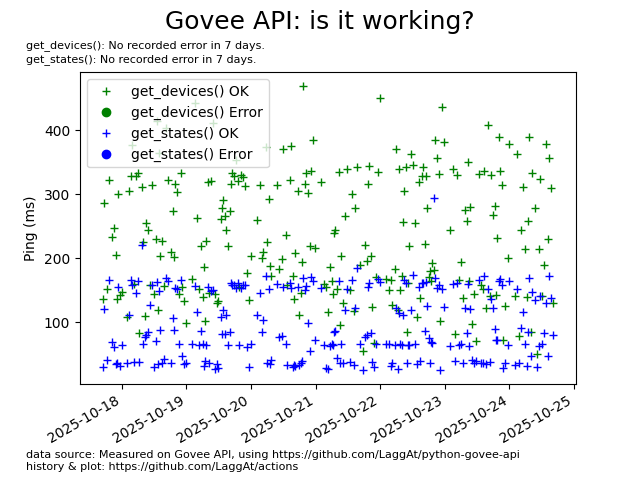 Govee API: is it working?
get_devices(): No recorded error in 7 days.
get_states(): No recorded error in 7 days.
get_devices() OK
get_devices() Error
get_states() OK
get_states() Error
Ping (ms)
400
300
200
100
2025-10-18
2025-10-19
2025-10-20
2025-10-21
2025-10-22
2025-10-23
2025-10-24
2025-10-25
data source: Measured on Govee API, using https://github.com/LaggAt/python-govee-api
history & plot: https://github.com/LaggAt/actions